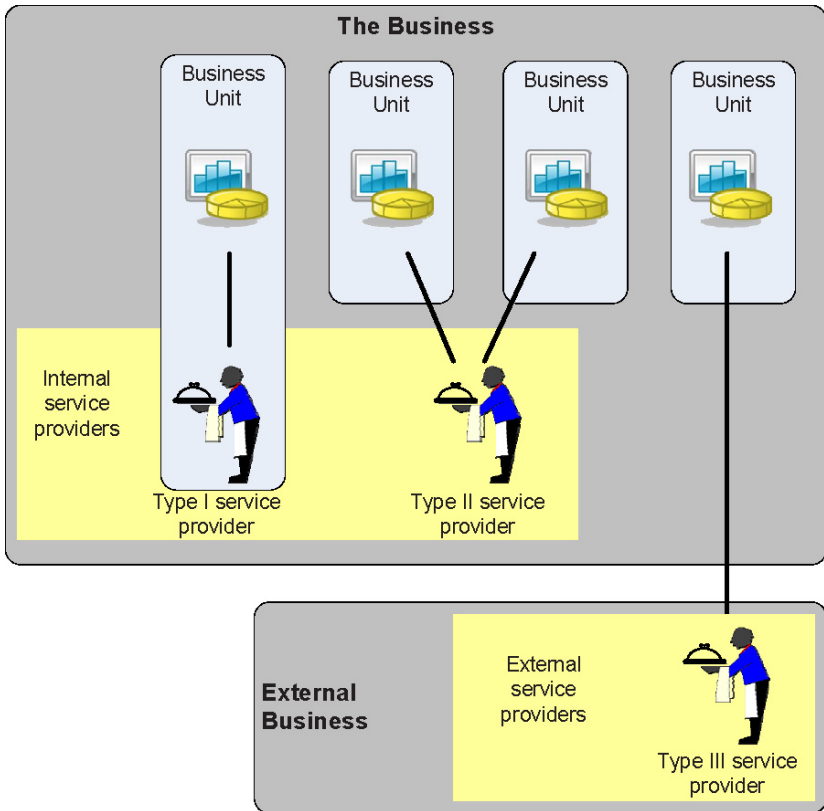 The Business
Business
Unit
Business
Unit
Business
Unit
Business
Unit
Internal
service
providers
Type I service
provider
Type II service
provider
External
Business
External
service
providers
Type III service
provider